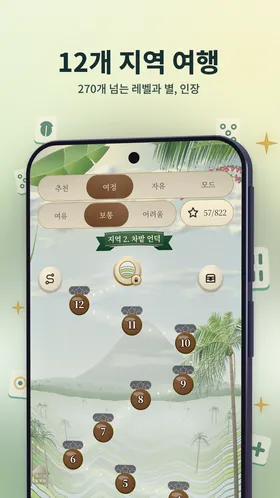 12개 지역 여행
270개 넘는 레벨과 별, 인장
추천 여정 자유 모드
여유 보통 어려움 57/822
지역 2. 차밭 언덕
12
11
10
9
8
7
6
5